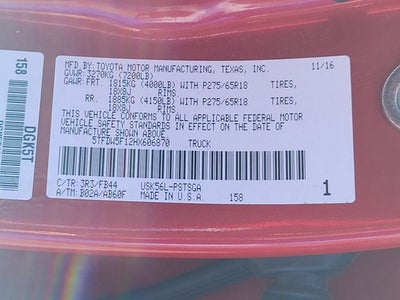 MFD.BY:TOYOTA MOTOR MANUFACTURING, TEXAS, INC. 11/16
GVWR:3270KG (7200LB)
GAWR:FRT. 1815KG (4000LB) WITH P275/65R18 TIRES,
18X8J RIMS.
RR. 1885KG (4150LB) WITH P275/65R18 TIRES,
18X8J RIMS.
THIS VEHICLE CONFORMS TO ALL APPLICABLE FEDERAL MOTOR
VEHICLE SAFETY STANDARDS IN EFFECT ON THE DATE OF
MANUFACTURE SHOWN ABOVE.
5TFDW5F12HX606870 TRUCK
C/TR:3R3/FB44 USK56L-PSTSGA
A/TM:B02A/AB60F MADE IN U.S.A. 158 1
158
DGK5T